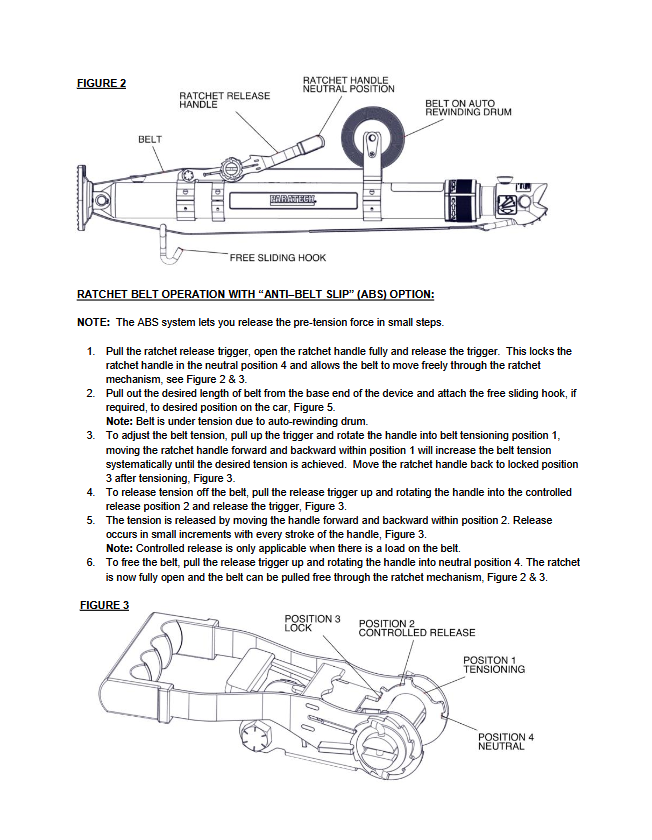 FIGURE 2
RATCHET HANDLE
NEUTRAL POSITION
RATCHET RELEASE
HANDLE
BELT ON AUTO
REWINDING DRUM
BELT
PARATECH
FREE SLIDING HOOK
RATCHET BELT OPERATION WITH “ANTI–BELT SLIP” (ABS) OPTION:
NOTE: The ABS system lets you release the pre-tension force in small steps.
1. Pull the ratchet release trigger, open the ratchet handle fully and release the trigger. This locks the
ratchet handle in the neutral position 4 and allows the belt to move freely through the ratchet
mechanism, see Figure 2 & 3.
2. Pull out the desired length of belt from the base end of the device and attach the free sliding hook, if
required, to desired position on the car, Figure 5.
Note: Belt is under tension due to auto-rewinding drum.
3. To adjust the belt tension, pull up the trigger and rotate the handle into belt tensioning position 1,
moving the ratchet handle forward and backward within position 1 will increase the belt tension
systematically until the desired tension is achieved. Move the ratchet handle back to locked position
3 after tensioning, Figure 3.
4. To release tension off the belt, pull the release trigger up and rotating the handle into the controlled
release position 2 and release the trigger, Figure 3.
5. The tension is released by moving the handle forward and backward within position 2. Release
occurs in small increments with every stroke of the handle, Figure 3.
Note: Controlled release is only applicable when there is a load on the belt.
6. To free the belt, pull the release trigger up and rotating the handle into neutral position 4. The ratchet
is now fully open and the belt can be pulled free through the ratchet mechanism, Figure 2 & 3.
FIGURE 3
POSITION 3
LOCK
POSITION 2
CONTROLLED RELEASE
POSITON 1
TENSIONING
POSITION 4
NEUTRAL